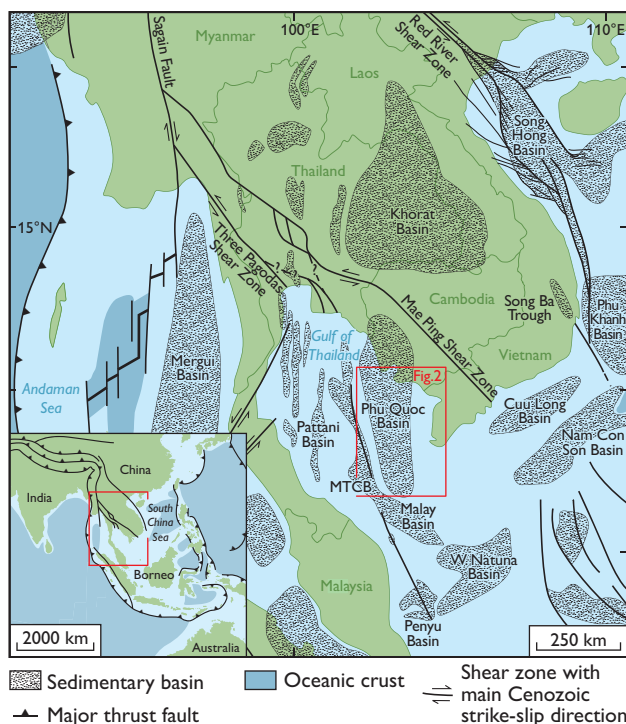 100°E
110°E
Myanmar
Sagain Fault
Red River
Shear Zone
Laos
Song
Hong
Basin
Thailand
Khorat
Basin
15°N
Three Pagodas
Shear Zone
Mae Ping Shear Zone
Cambodia
Song Ba
Trough
Phu
Khanh
Basin
Vietnam
Gulf of
Thailand
Mergui
Basin
Andaman
Sea
Fig.2
Phú Quoc
Basin
Cuu Long
Basin
Pattani
Basin
Nam Con
Son Basin
MTCB
Malay
Basin
W. Natuna
Basin
Malaysia
Penyu
Basin
China
India
South
China
Sea
Borneo
Australia
2000 km
250 km
Sedimentary basin
Oceanic crust
Shear zone with
main Cenozoic
strike-slip direction
Major thrust fault